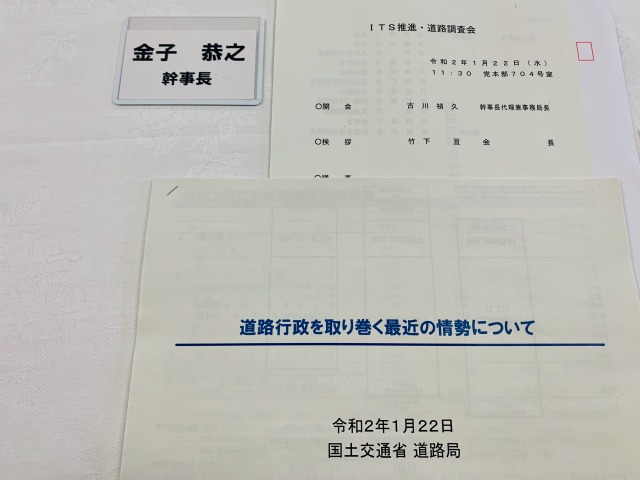 金子　恭之
幹事長
ＩＴＳ推進・道路調査会
令和２年１月２２日（水）
１１：３０　党本部７０４号室
○開　会　　古川　禎久　幹事長代理兼事務局長
○挨　拶　　竹下　亘　会　長
道路行政を取り巻く最近の情勢について
令和２年１月２２日
国土交通省 道路局